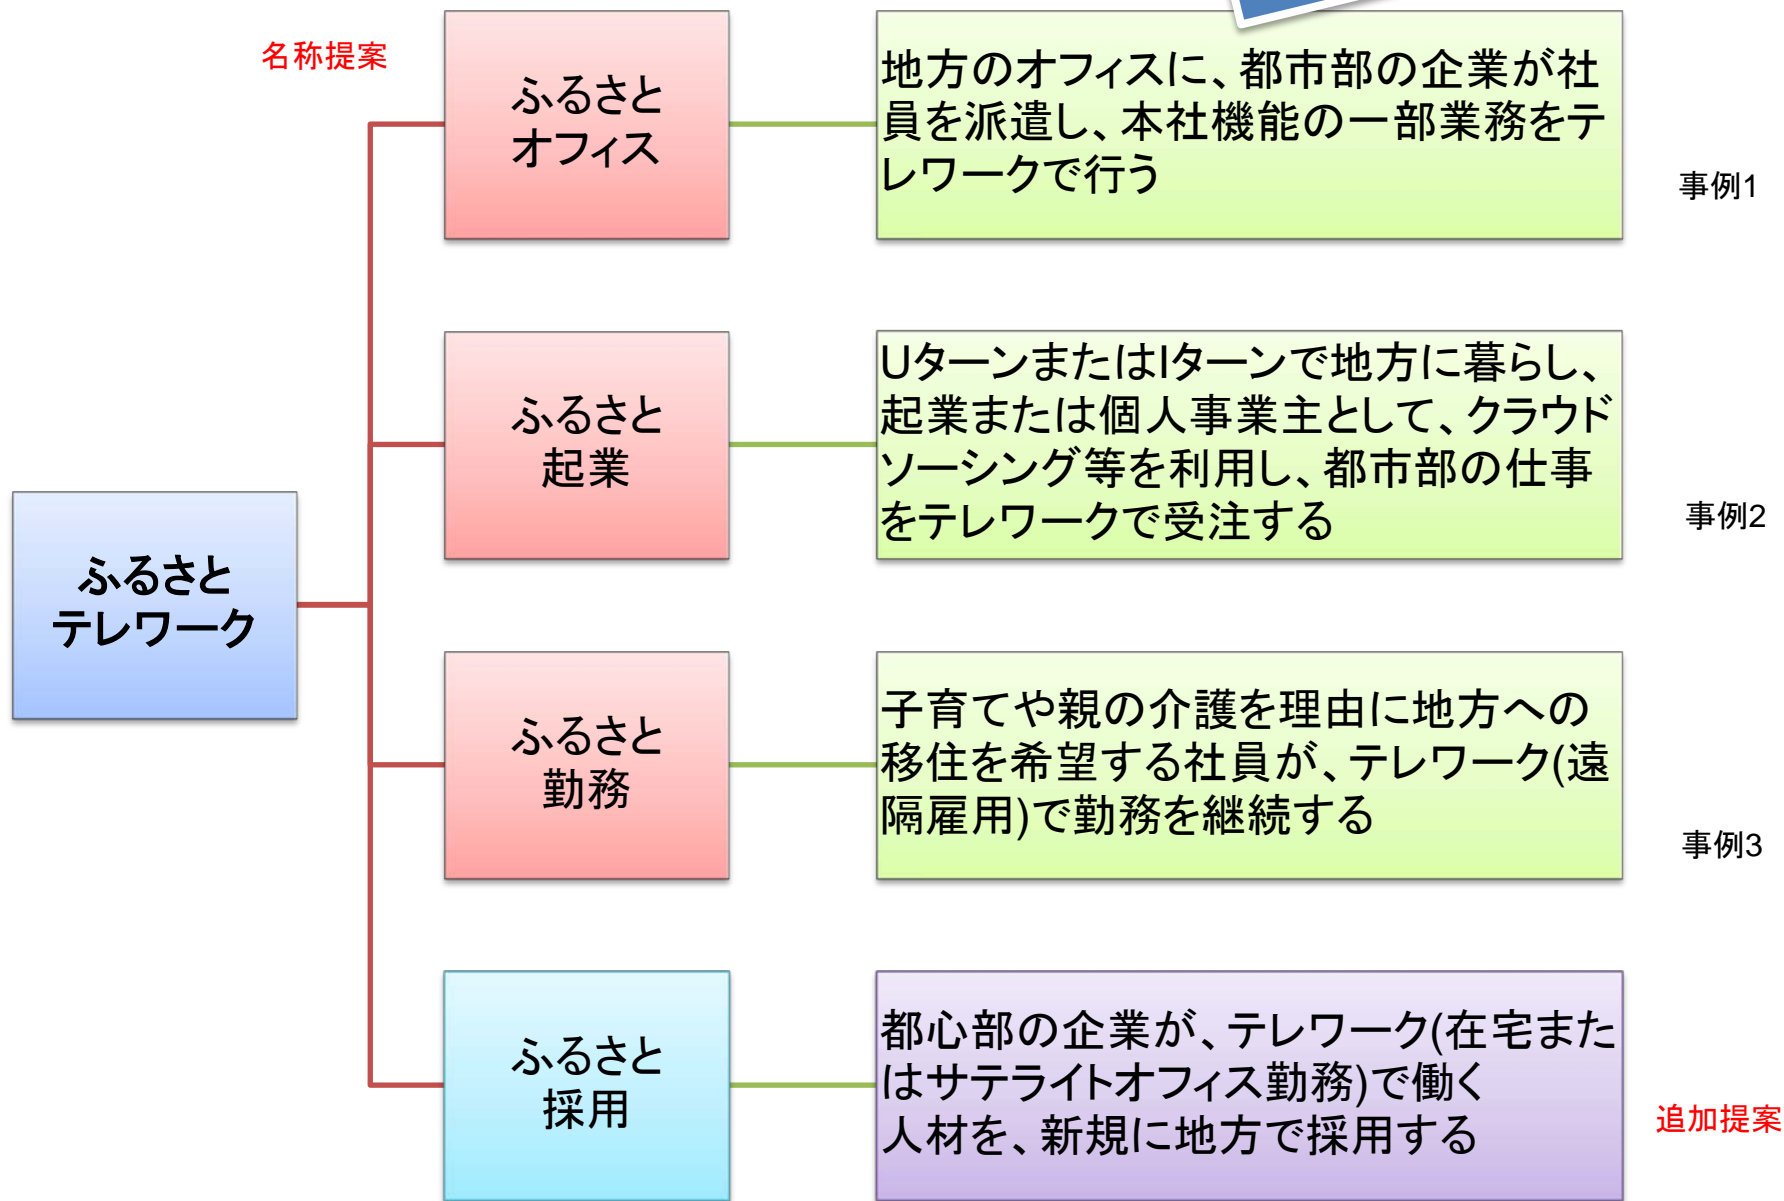 名称提案
ふるさと
オフィス
地方のオフィスに、都市部の企業が社
員を派遣し、本社機能の一部業務をテ
レワークで行う
事例1
ふるさと
起業
UターンまたはIターンで地方に暮らし、
起業または個人事業主として、クラウド
ソーシング等を利用し、都市部の仕事
をテレワークで受注する
事例2
ふるさと
テレワーク
ふるさと
勤務
子育てや親の介護を理由に地方への
移住を希望する社員が、テレワーク(遠
隔雇用)で勤務を継続する
事例3
ふるさと
採用
都心部の企業が、テレワーク(在宅また
はサテライトオフィス勤務)で働く
人材を、新規に地方で採用する
追加提案